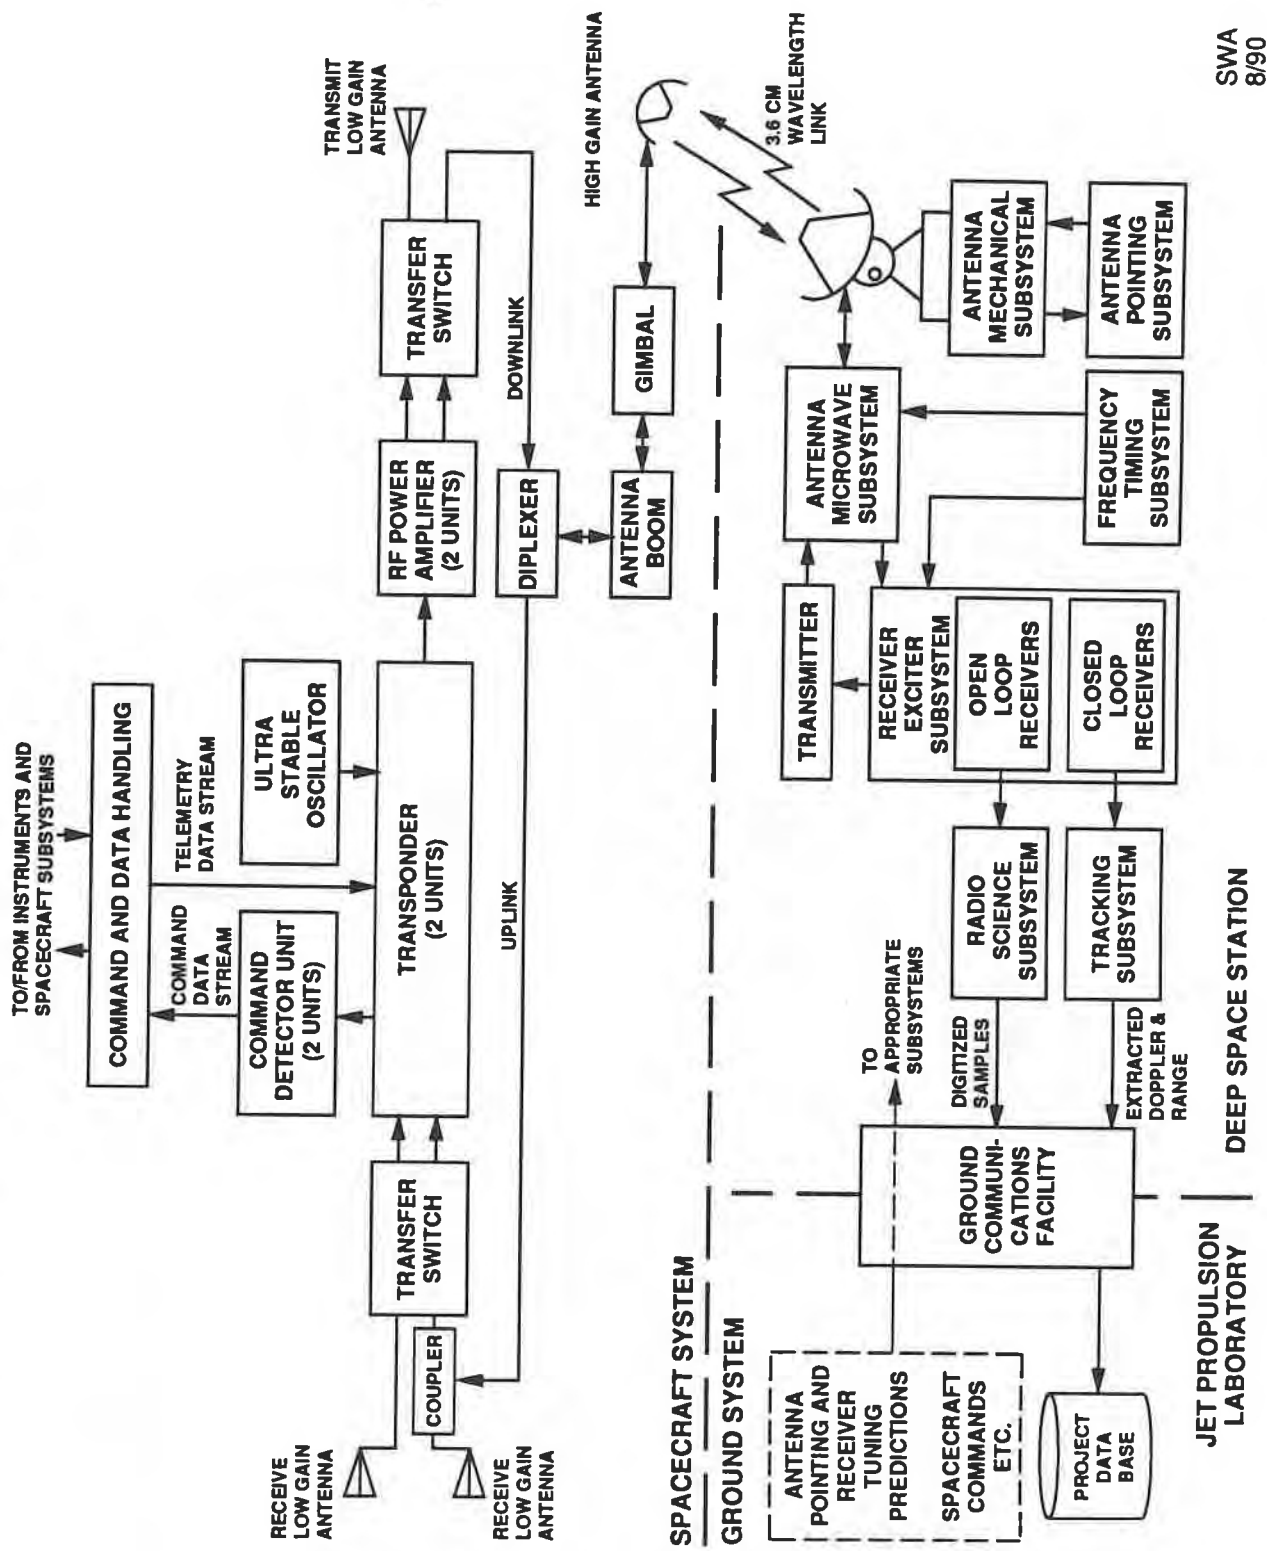 TO/FROM INSTRUMENTS AND
SPACECRAFT SUBSYSTEMS
COMMAND AND DATA HANDLING
COMMAND
DATA
STREAM
TELEMETRY
DATA STREAM
COMMAND
DETECTOR UNIT
(2 UNITS)
ULTRA
STABLE
OSCILLATOR
RECEIVE
LOW GAIN
ANTENNA
TRANSFER
SWITCH
TRANSPONDER
(2 UNITS)
RF POWER
AMPLIFIER
(2 UNITS)
TRANSFER
SWITCH
TRANSMIT
LOW GAIN
ANTENNA
COUPLER
RECEIVE
LOW GAIN
ANTENNA
UPLINK
DIPLEXER
DOWNLINK
ANTENNA
BOOM
GIMBAL
HIGH GAIN ANTENNA
SPACECRAFT SYSTEM
GROUND SYSTEM
3.6 CM
WAVELENGTH
LINK
ANTENNA
POINTING AND
RECEIVER
TUNING
PREDICTIONS
SPACECRAFT
COMMANDS
ETC.
TO
APPROPRIATE
SUBSYSTEMS
TRANSMITTER
ANTENNA
MICROWAVE
SUBSYSTEM
GROUND
COMMUNI-
CATIONS
FACILITY
DIGITIZED
SAMPLES
RADIO
SCIENCE
SUBSYSTEM
RECEIVER
EXCITER
SUBSYSTEM
OPEN
LOOP
RECEIVERS
CLOSED
LOOP
RECEIVERS
ANTENNA
MECHANICAL
SUBSYSTEM
PROJECT
DATA
BASE
EXTRACTED
DOPPLER &
RANGE
TRACKING
SUBSYSTEM
FREQUENCY
TIMING
SUBSYSTEM
ANTENNA
POINTING
SUBSYSTEM
JET PROPULSION
LABORATORY
DEEP SPACE STATION
SWA
8/90